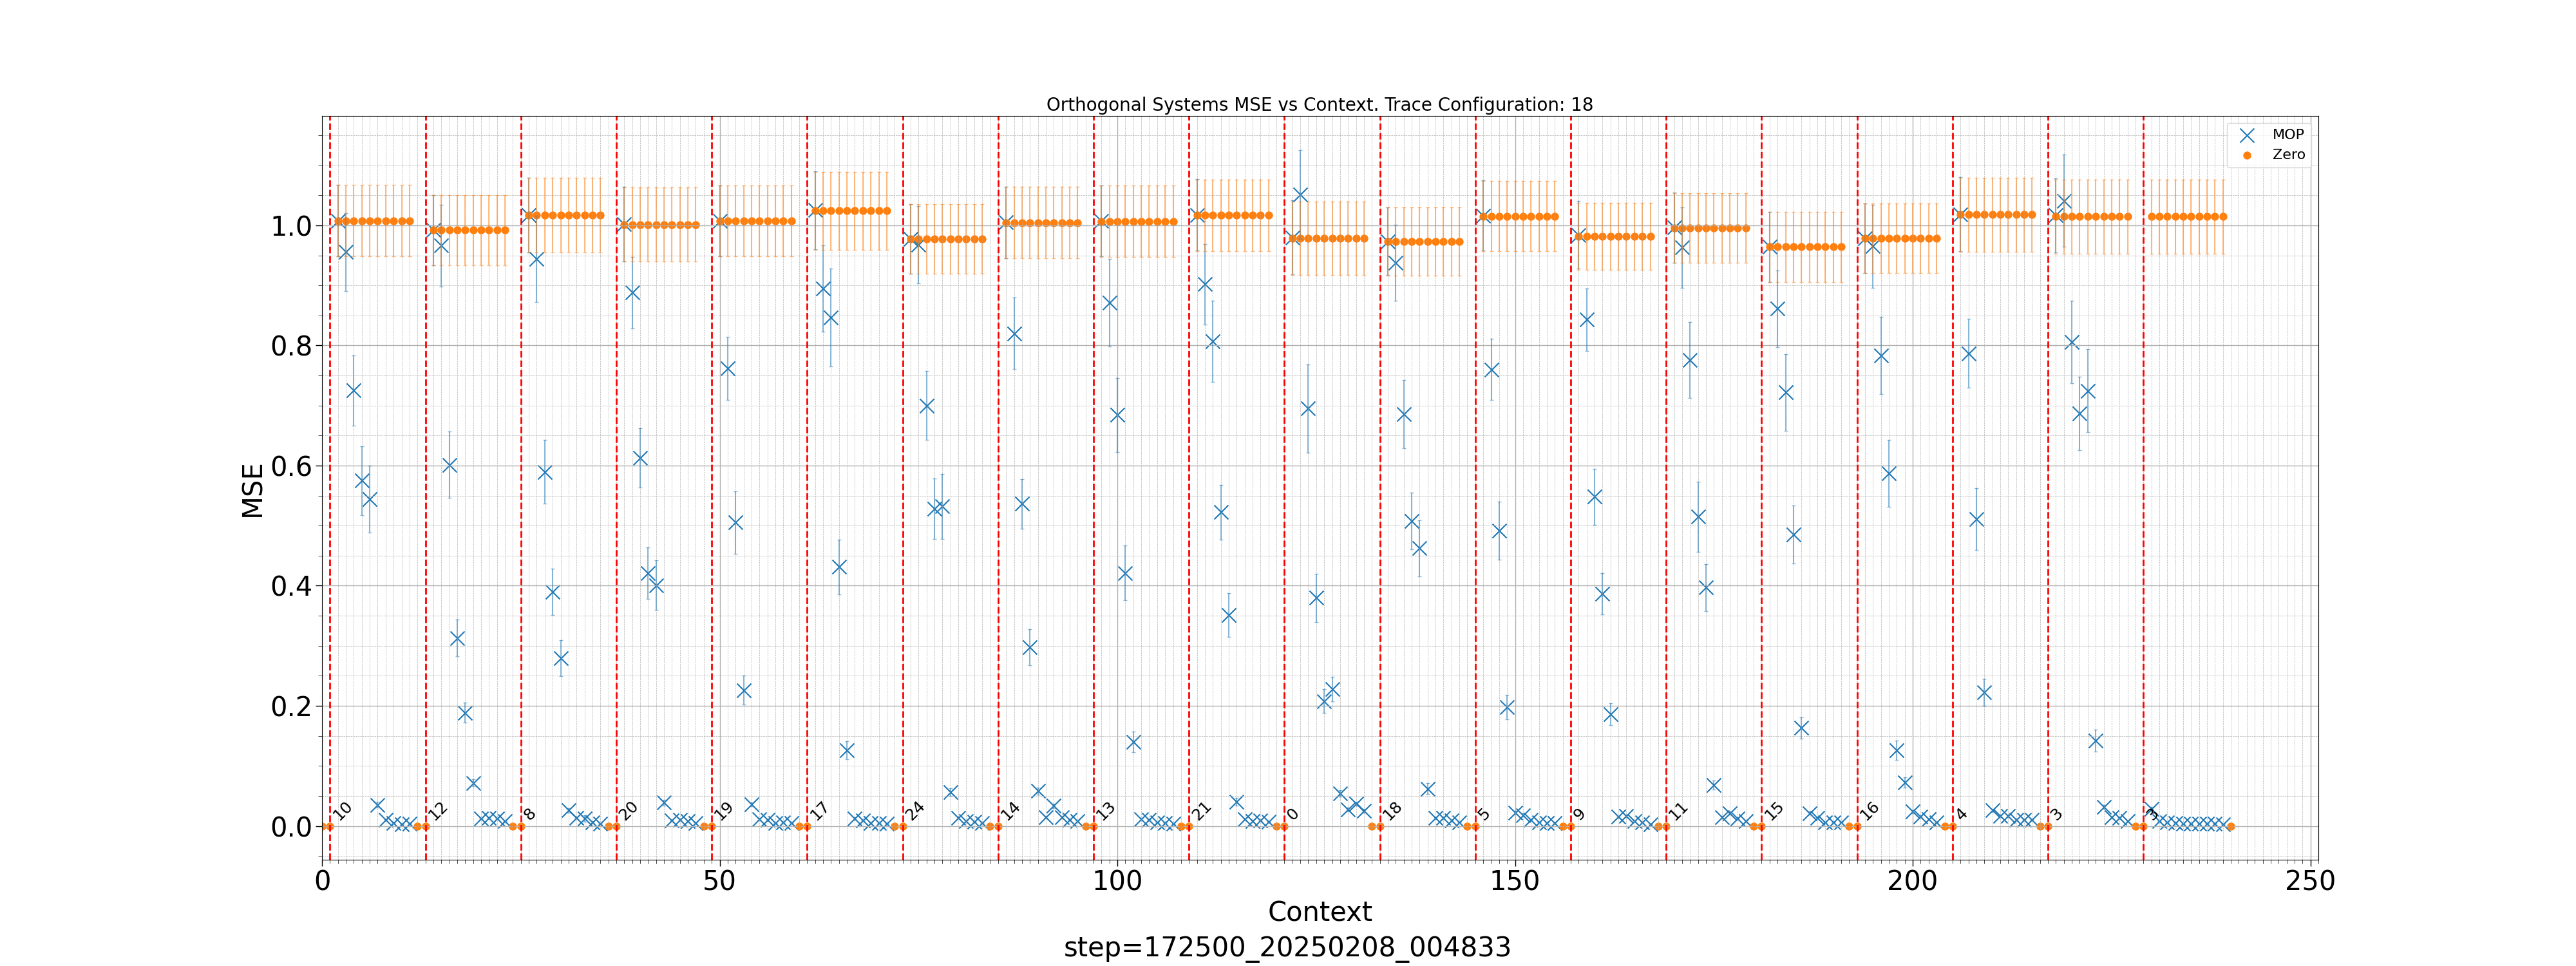 Orthogonal Systems MSE vs Context. Trace Configuration: 18
MOP
Zero
MSE
1.0
0.8
0.6
0.4
0.2
0.0
10 12 8 20 19 17 24 14 13 21 0 18 5 9 11 15 16 4 3 3
0 50 100 150 200 250
Context
step=172500_20250208_004833